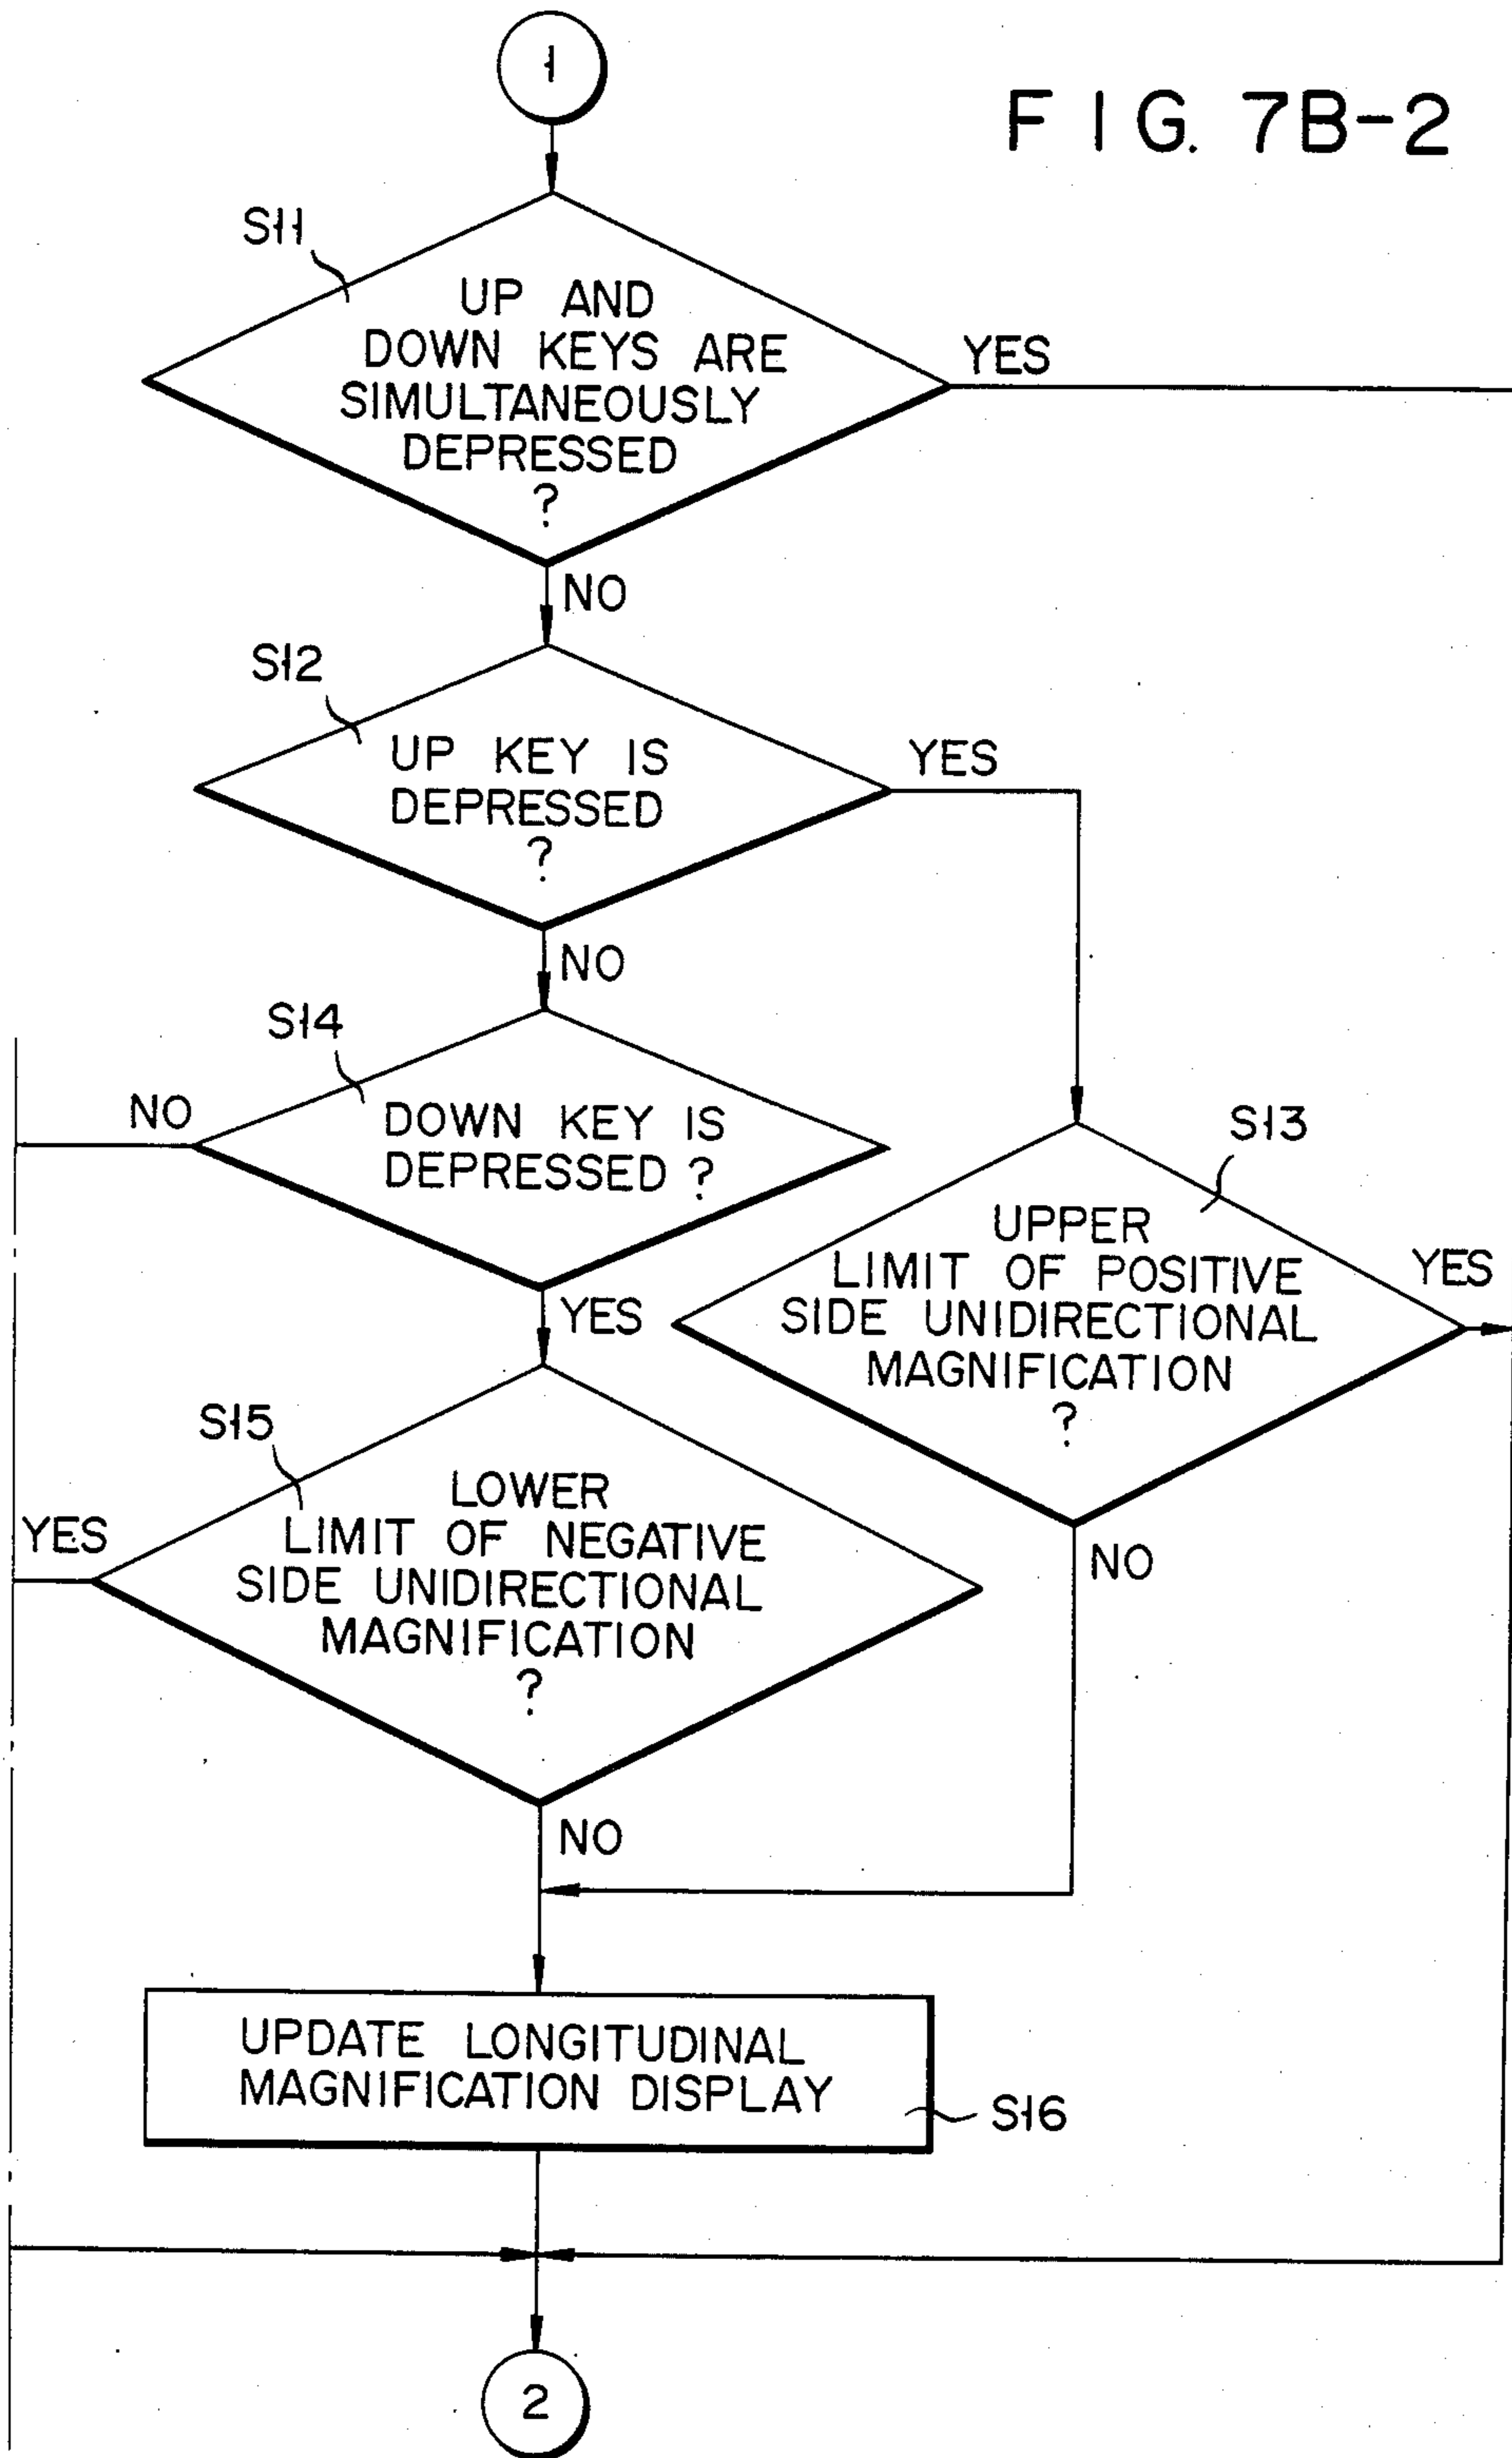 1
FIG. 7B-2
S11
UP AND
DOWN KEYS ARE
SIMULTANEOUSLY
DEPRESSED
?
YES
NO
S12
UP KEY IS
DEPRESSED
?
YES
NO
S14
NO
DOWN KEY IS
DEPRESSED ?
YES
S13
UPPER
LIMIT OF POSITIVE
SIDE UNIDIRECTIONAL
MAGNIFICATION
?
YES
NO
S15
YES
LOWER
LIMIT OF NEGATIVE
SIDE UNIDIRECTIONAL
MAGNIFICATION
?
NO
UPDATE LONGITUDINAL
MAGNIFICATION DISPLAY
S16
2